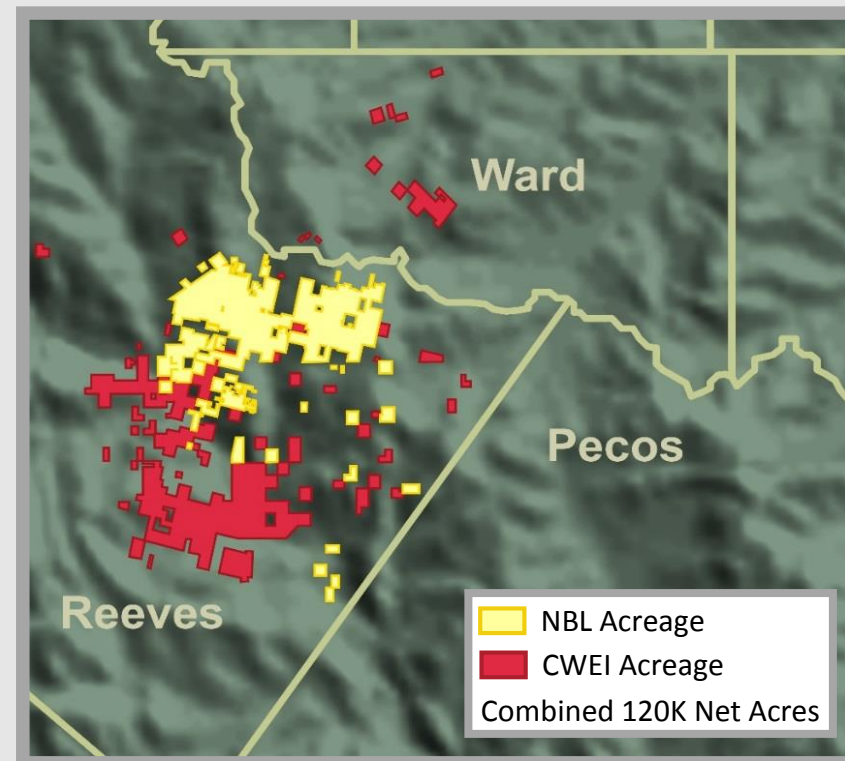 Ward
Pecos
Reeves
NBL Acreage
CWEI Acreage
Combined 120K Net Acres